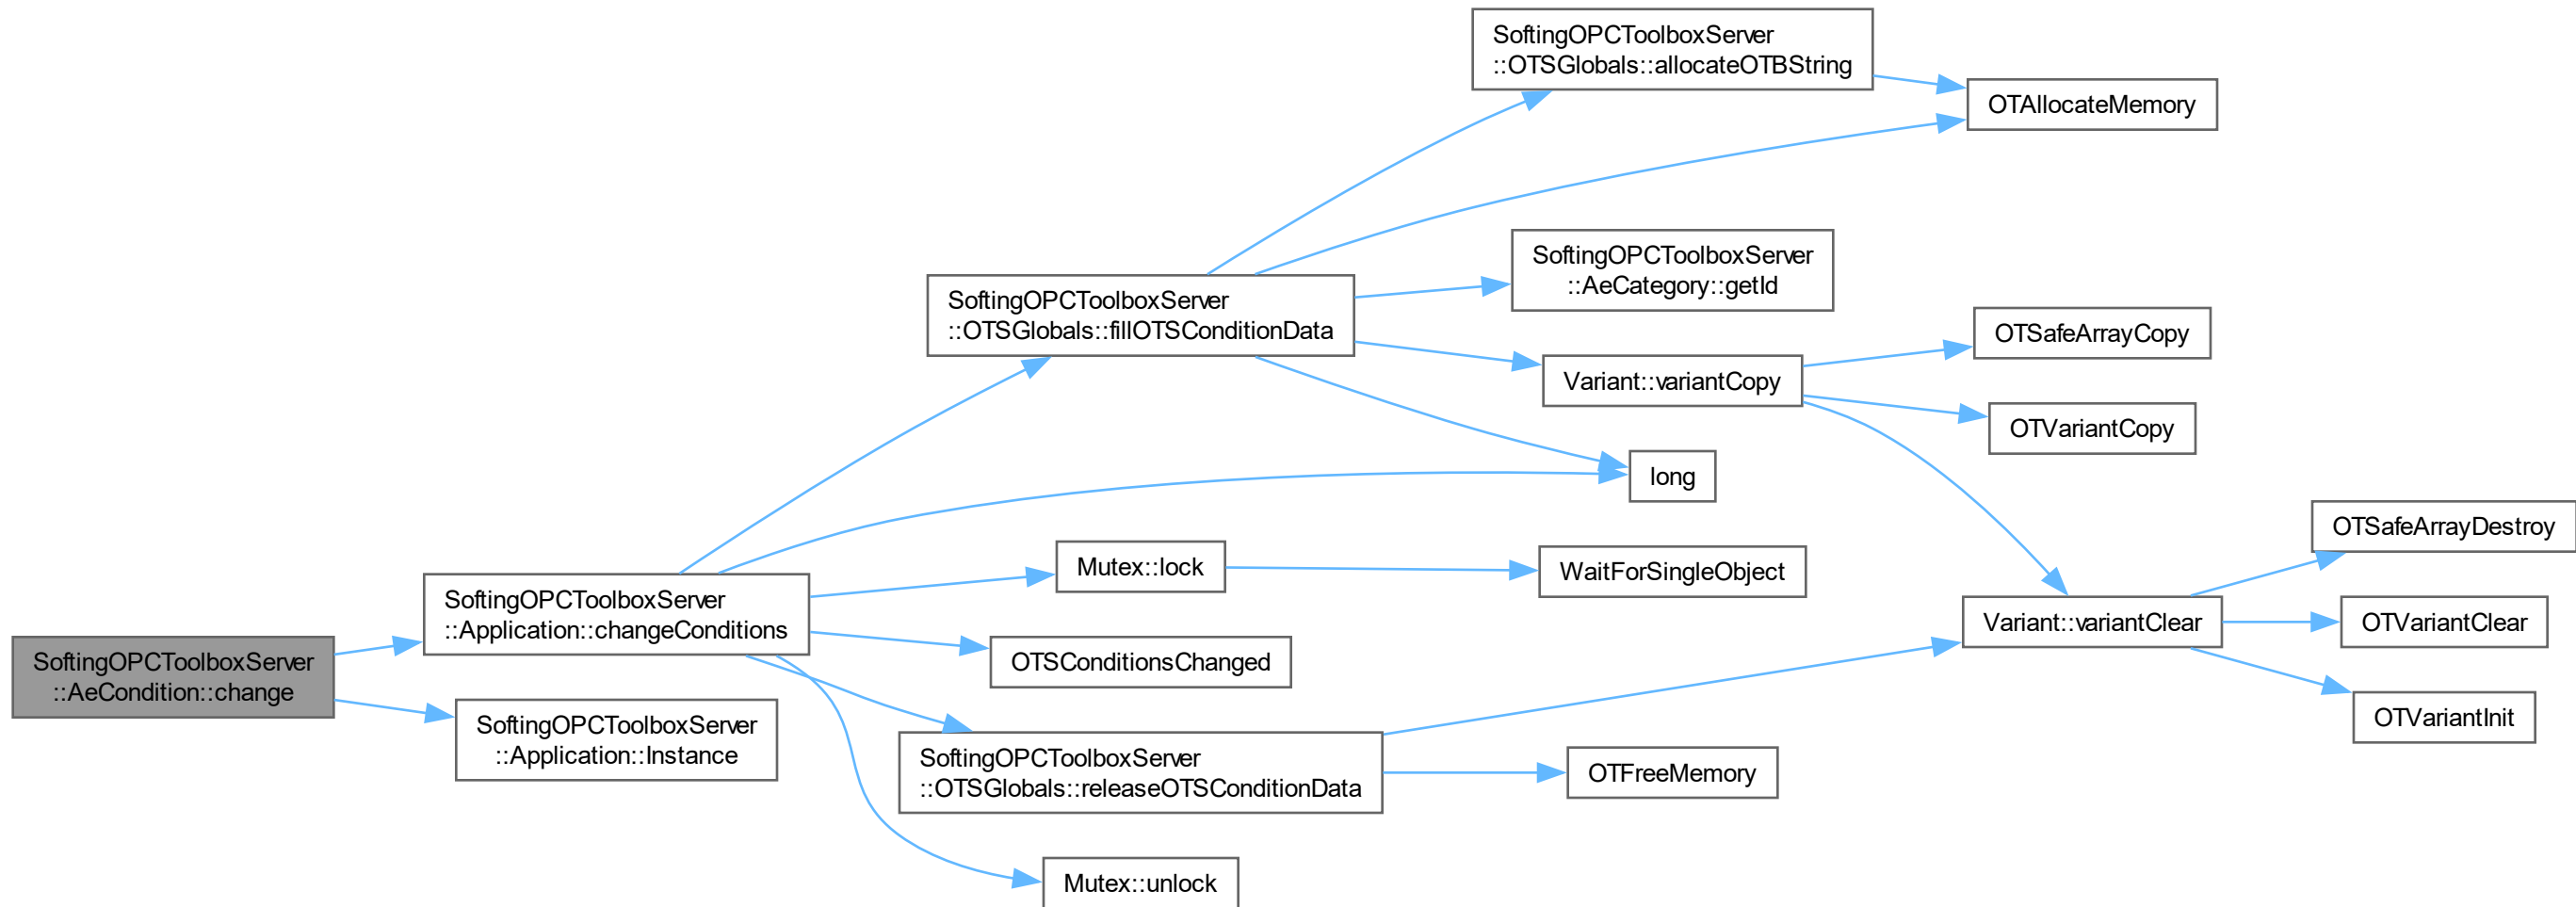 SoftingOPCToolboxServer
::AeCondition::change
SoftingOPCToolboxServer
::Application::changeConditions
SoftingOPCToolboxServer
::Application::Instance
SoftingOPCToolboxServer
::OTSGlobals::fillOTSConditionData
Mutex::lock
OTSConditionsChanged
SoftingOPCToolboxServer
::OTSGlobals::releaseOTSConditionData
Mutex::unlock
SoftingOPCToolboxServer
::OTSGlobals::allocateOTBString
SoftingOPCToolboxServer
::AeCategory::getId
Variant::variantCopy
long
WaitForSingleObject
OTFreeMemory
OTAllocateMemory
OTSafeArrayCopy
OTVariantCopy
Variant::variantClear
OTSafeArrayDestroy
OTVariantClear
OTVariantInit